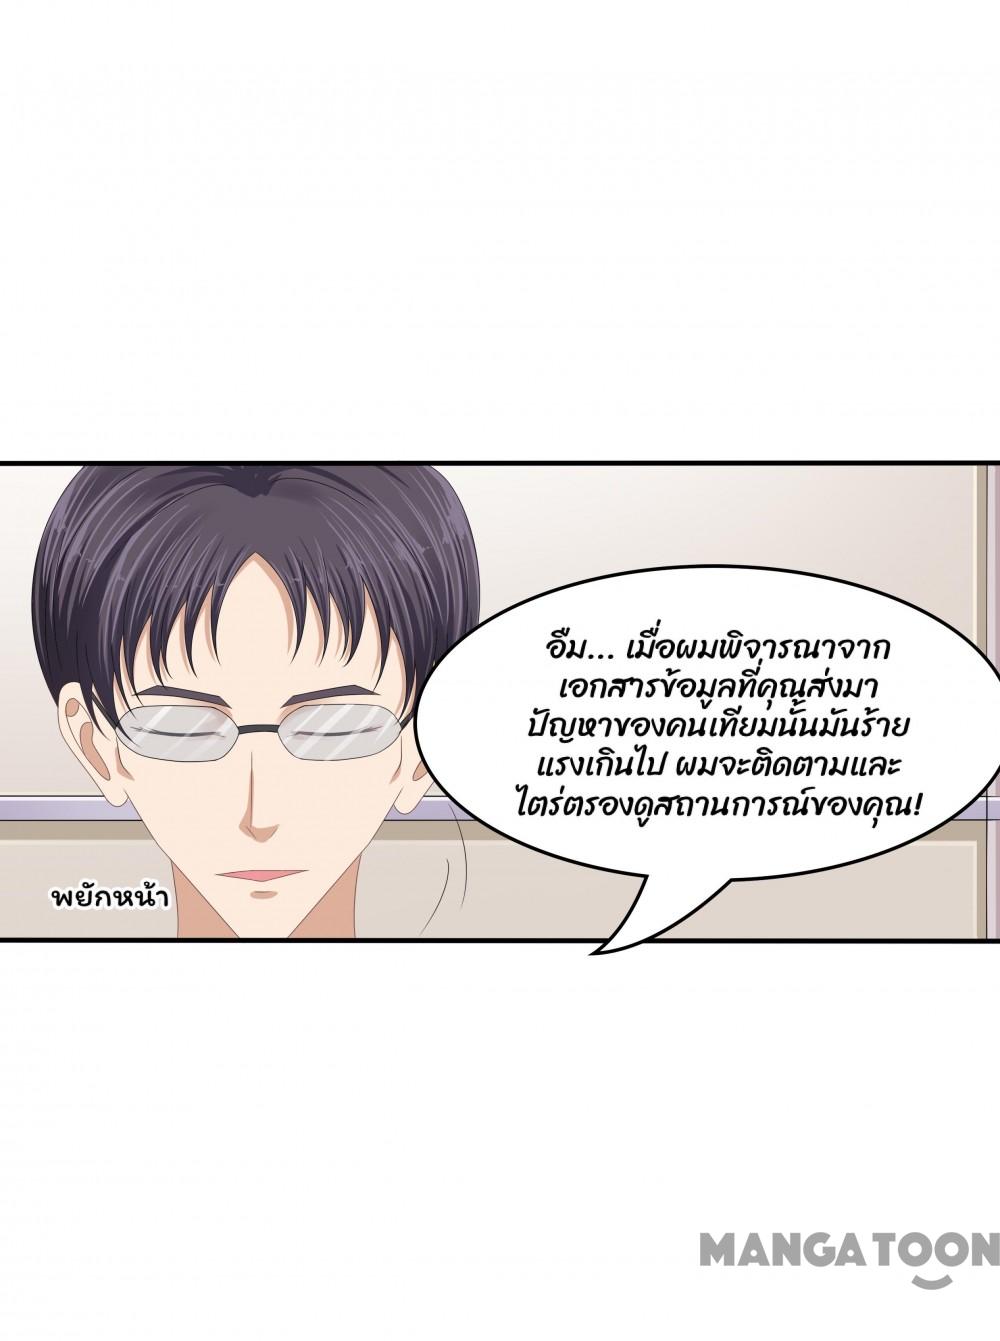 อืม... เมื่อผมพิจารณาจาก
เอกสารข้อมูลที่คุณส่งมา
ปัญหาของคนเทียมนั้นมันร้าย
แรงเกินไป ผมจะติดตามและ
ไตร่ตรองดูสถานการณ์ของคุณ!
พยักหน้า
MANGATOON